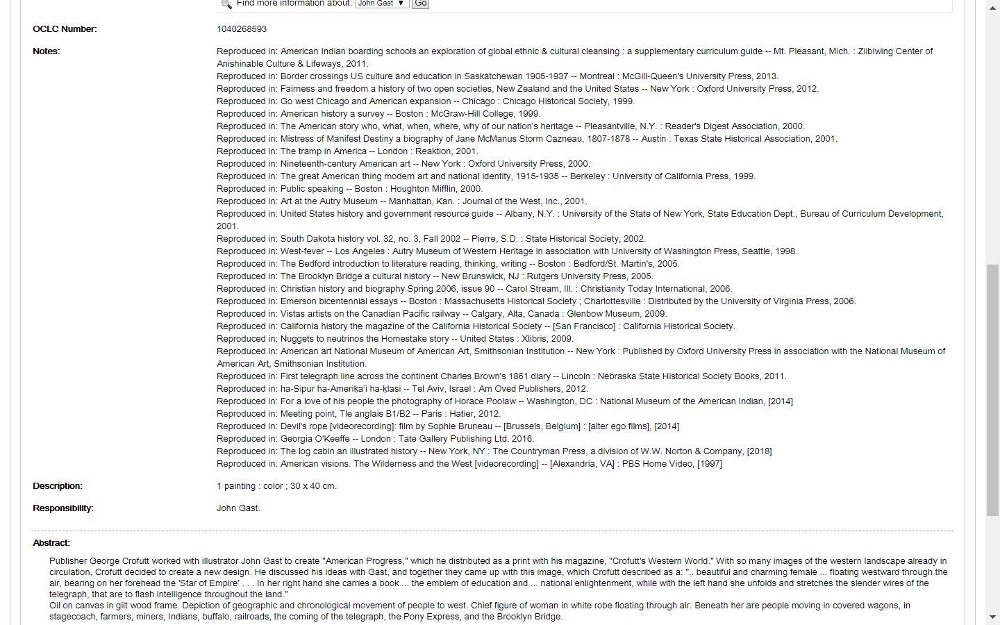 Find more information about: John Gast ▼ Go
OCLC Number: 1040268593
Notes: Reproduced in: American Indian boarding schools an exploration of global ethnic & cultural cleansing : a supplementary curriculum guide -- Mt. Pleasant, Mich. : Ziibiwing Center of
Anishinable Culture & Lifeways, 2011.
Reproduced in: Border crossings US culture and education in Saskatchewan 1905-1937 -- Montreal : McGill-Queen's University Press, 2013.
Reproduced in: Fairness and freedom a history of two open societies, New Zealand and the United States -- New York : Oxford University Press, 2012.
Reproduced in: Go west Chicago and American expansion -- Chicago : Chicago Historical Society, 1999.
Reproduced in: American history a survey -- Boston : McGraw-Hill College, 1999.
Reproduced in: The American story who, what, when, where, why of our nation's heritage -- Pleasantville, N.Y. : Reader's Digest Association, 2000.
Reproduced in: Mistress of Manifest Destiny a biography of Jane McManus Storm Cazneau, 1807-1878 -- Austin : Texas State Historical Association, 2001.
Reproduced in: The tramp in America -- London : Reaktion, 2001.
Reproduced in: Nineteenth-century American art -- New York : Oxford University Press, 2000.
Reproduced in: The great American thing modern art and national identity, 1915-1935 -- Berkeley : University of California Press, 1999.
Reproduced in: Public speaking -- Boston : Houghton Mifflin, 2000.
Reproduced in: Art at the Autry Museum -- Manhattan, Kan. : Journal of the West, Inc., 2001.
Reproduced in: United States history and government resource guide -- Albany, N.Y. : University of the State of New York, State Education Dept., Bureau of Curriculum Development,
2001.
Reproduced in: South Dakota history vol. 32, no. 3, Fall 2002 -- Pierre, S.D. : State Historical Society, 2002.
Reproduced in: West-fever -- Los Angeles : Autry Museum of Western Heritage in association with University of Washington Press, Seattle, 1998.
Reproduced in: The Bedford introduction to literature reading, thinking, writing -- Boston : Bedford/St. Martin's, 2005.
Reproduced in: The Brooklyn Bridge a cultural history -- New Brunswick, NJ : Rutgers University Press, 2005.
Reproduced in: Christian history and biography Spring 2006, issue 90 -- Carol Stream, Ill. : Christianity Today International, 2006.
Reproduced in: Emerson bicentennial essays -- Boston : Massachusetts Historical Society ; Charlottesville : Distributed by the University of Virginia Press, 2006.
Reproduced in: Vistas artists on the Canadian Pacific railway -- Calgary, Alta, Canada : Glenbow Museum, 2009.
Reproduced in: California history the magazine of the California Historical Society -- [San Francisco] : California Historical Society.
Reproduced in: Nuggets to neutrinos the Homestake story -- United States : Xlibris, 2009.
Reproduced in: American art National Museum of American Art, Smithsonian Institution -- New York : Published by Oxford University Press in association with the National Museum of
American Art, Smithsonian Institution.
Reproduced in: First telegraph line across the continent Charles Brown's 1861 diary -- Lincoln : Nebraska State Historical Society Books, 2011.
Reproduced in: ha-Sipur ha-Ameriḳa'i ha-ḳlasi -- Tel Aviv, Israel : Am Oved Publishers, 2012.
Reproduced in: For a love of his people the photography of Horace Poolaw -- Washington, DC : National Museum of the American Indian, [2014]
Reproduced in: Meeting point, Tle anglais B1/B2 -- Paris : Hatier, 2012.
Reproduced in: Devil's rope [videorecording]: film by Sophie Bruneau -- [Brussels, Belgium] : [alter ego films], [2014]
Reproduced in: Georgia O'Keeffe -- London : Tate Gallery Publishing Ltd. 2016.
Reproduced in: The log cabin an illustrated history -- New York, NY : The Countryman Press, a division of W.W. Norton & Company, [2018]
Reproduced in: American visions. The Wilderness and the West [videorecording] -- [Alexandria, VA] : PBS Home Video, [1997]
Description: 1 painting : color ; 30 x 40 cm.
Responsibility: John Gast.
Abstract:
Publisher George Crofutt worked with illustrator John Gast to create "American Progress," which he distributed as a print with his magazine, "Crofutt's Western World." With so many images of the western landscape already in
circulation, Crofutt decided to create a new design. He discussed his ideas with Gast, and together they came up with this image, which Crofutt described as a: ".. beautiful and charming female ... floating westward through the
air, bearing on her forehead the 'Star of Empire' . . . In her right hand she carries a book ... the emblem of education and ... national enlightenment, while with the left hand she unfolds and stretches the slender wires of the
telegraph, that are to flash intelligence throughout the land."
Oil on canvas in gilt wood frame. Depiction of geographic and chronological movement of people to west. Chief figure of woman in white robe floating through air. Beneath her are people moving in covered wagons, in
stagecoach, farmers, miners, Indians, buffalo, railroads, the coming of the telegraph, the Pony Express, and the Brooklyn Bridge.